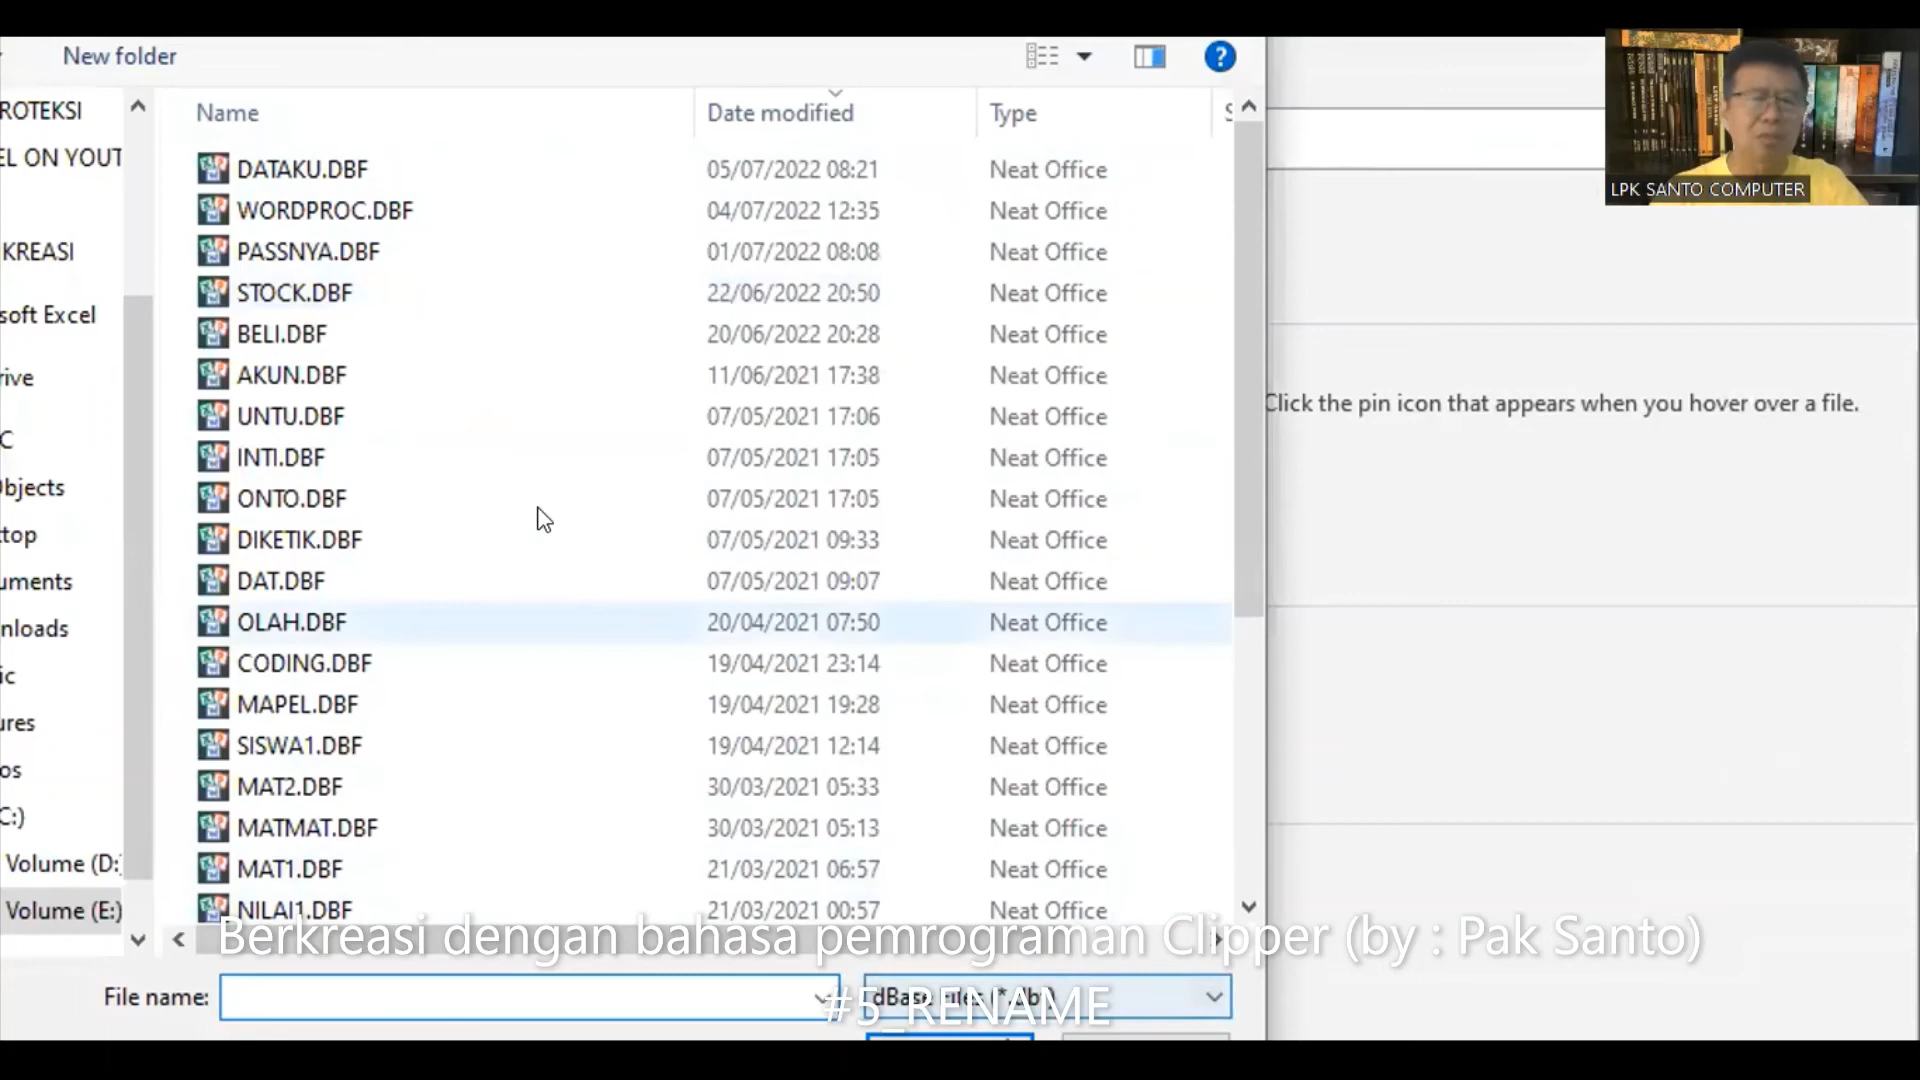 New folder
?
LPK SANTO COMPUTER
Name Date modified Type
ROTEKSI
EL ON YOUT
KREASI
soft Excel
rive
C
Objects
top
uments
nloads
ic
ures
os
C:)
Volume (D:
Volume (E:)
DATAKU.DBF 05/07/2022 08:21 Neat Office
WORDPROC.DBF 04/07/2022 12:35 Neat Office
PASSNYA.DBF 01/07/2022 08:08 Neat Office
STOCK.DBF 22/06/2022 20:50 Neat Office
BELI.DBF 20/06/2022 20:28 Neat Office
AKUN.DBF 11/06/2021 17:38 Neat Office
UNTU.DBF 07/05/2021 17:06 Neat Office
INTI.DBF 07/05/2021 17:05 Neat Office
ONTO.DBF 07/05/2021 17:05 Neat Office
DIKETIK.DBF 07/05/2021 09:33 Neat Office
DAT.DBF 07/05/2021 09:07 Neat Office
OLAH.DBF 20/04/2021 07:50 Neat Office
CODING.DBF 19/04/2021 23:14 Neat Office
MAPEL.DBF 19/04/2021 19:28 Neat Office
SISWA1.DBF 19/04/2021 12:14 Neat Office
MAT2.DBF 30/03/2021 05:33 Neat Office
MATMAT.DBF 30/03/2021 05:13 Neat Office
MAT1.DBF 21/03/2021 06:57 Neat Office
NILAI1.DBF 21/03/2021 00:57 Neat Office
Click the pin icon that appears when you hover over a file.
Berkreasi dengan bahasa pemrograman Clipper (by : Pak Santo)
#5_RENAME
File name: dBase Files (*.dbf)